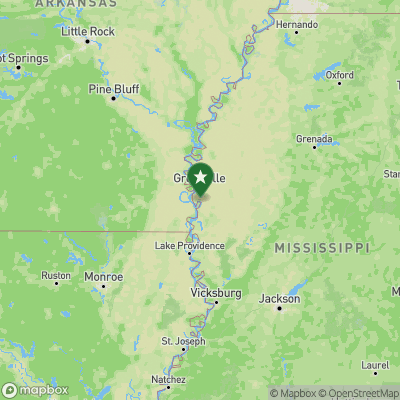 ARKANSAS
Hernando
Little Rock
ot Springs
Oxford
Pine Bluff
Grenada
Gr lle
Star
MISSISSIPPI
Lake Providence
Ruston
Monroe
Vicksburg
Jackson
M
St. Joseph
Laurel
Natchez
mapbox
© Mapbox © OpenStreetMap